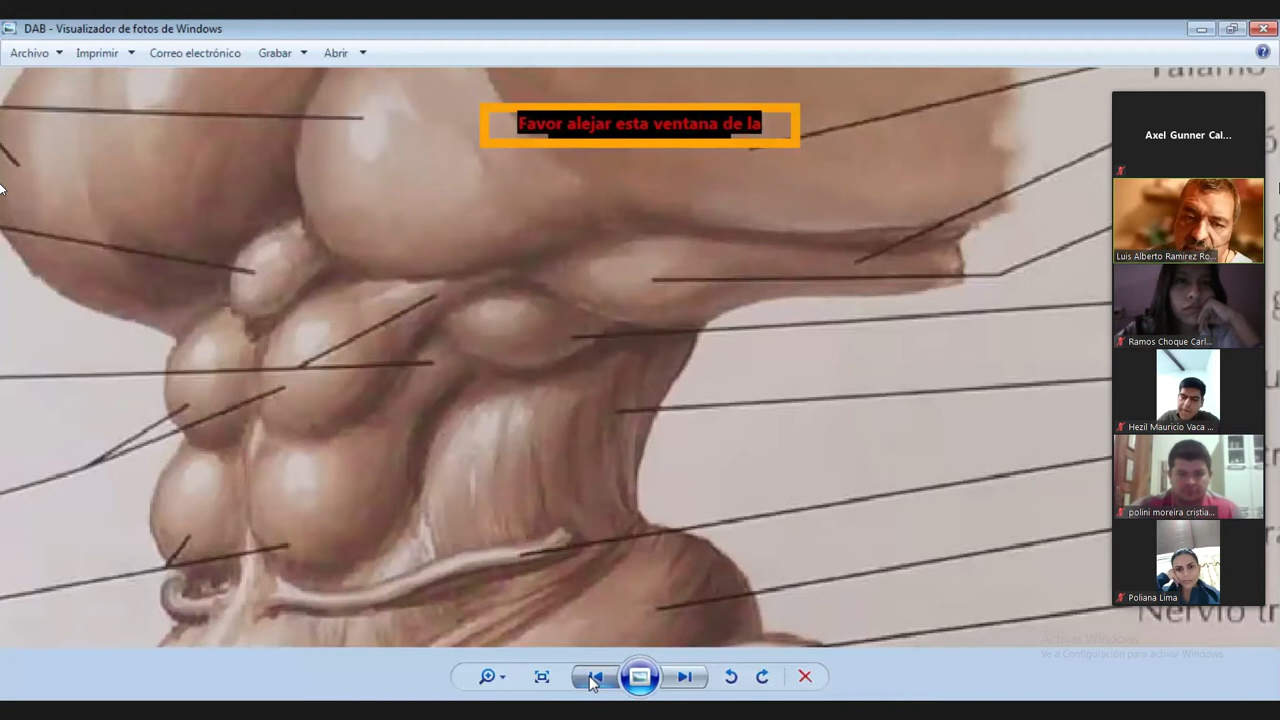 DAB - Visualizador de fotos de Windows
Archivo Imprimir Correo electrónico Grabar Abrir
Favor alejar esta ventana de la
Axel Gunner Cal...
Luis Alberto Ramirez Ro...
Ramos Choque Carl...
Hezil Mauricio Vaca ...
polini moreira cristia...
Poliana Lima
Nervio
Activar Windows
Ve a Configuración para activar Windows.